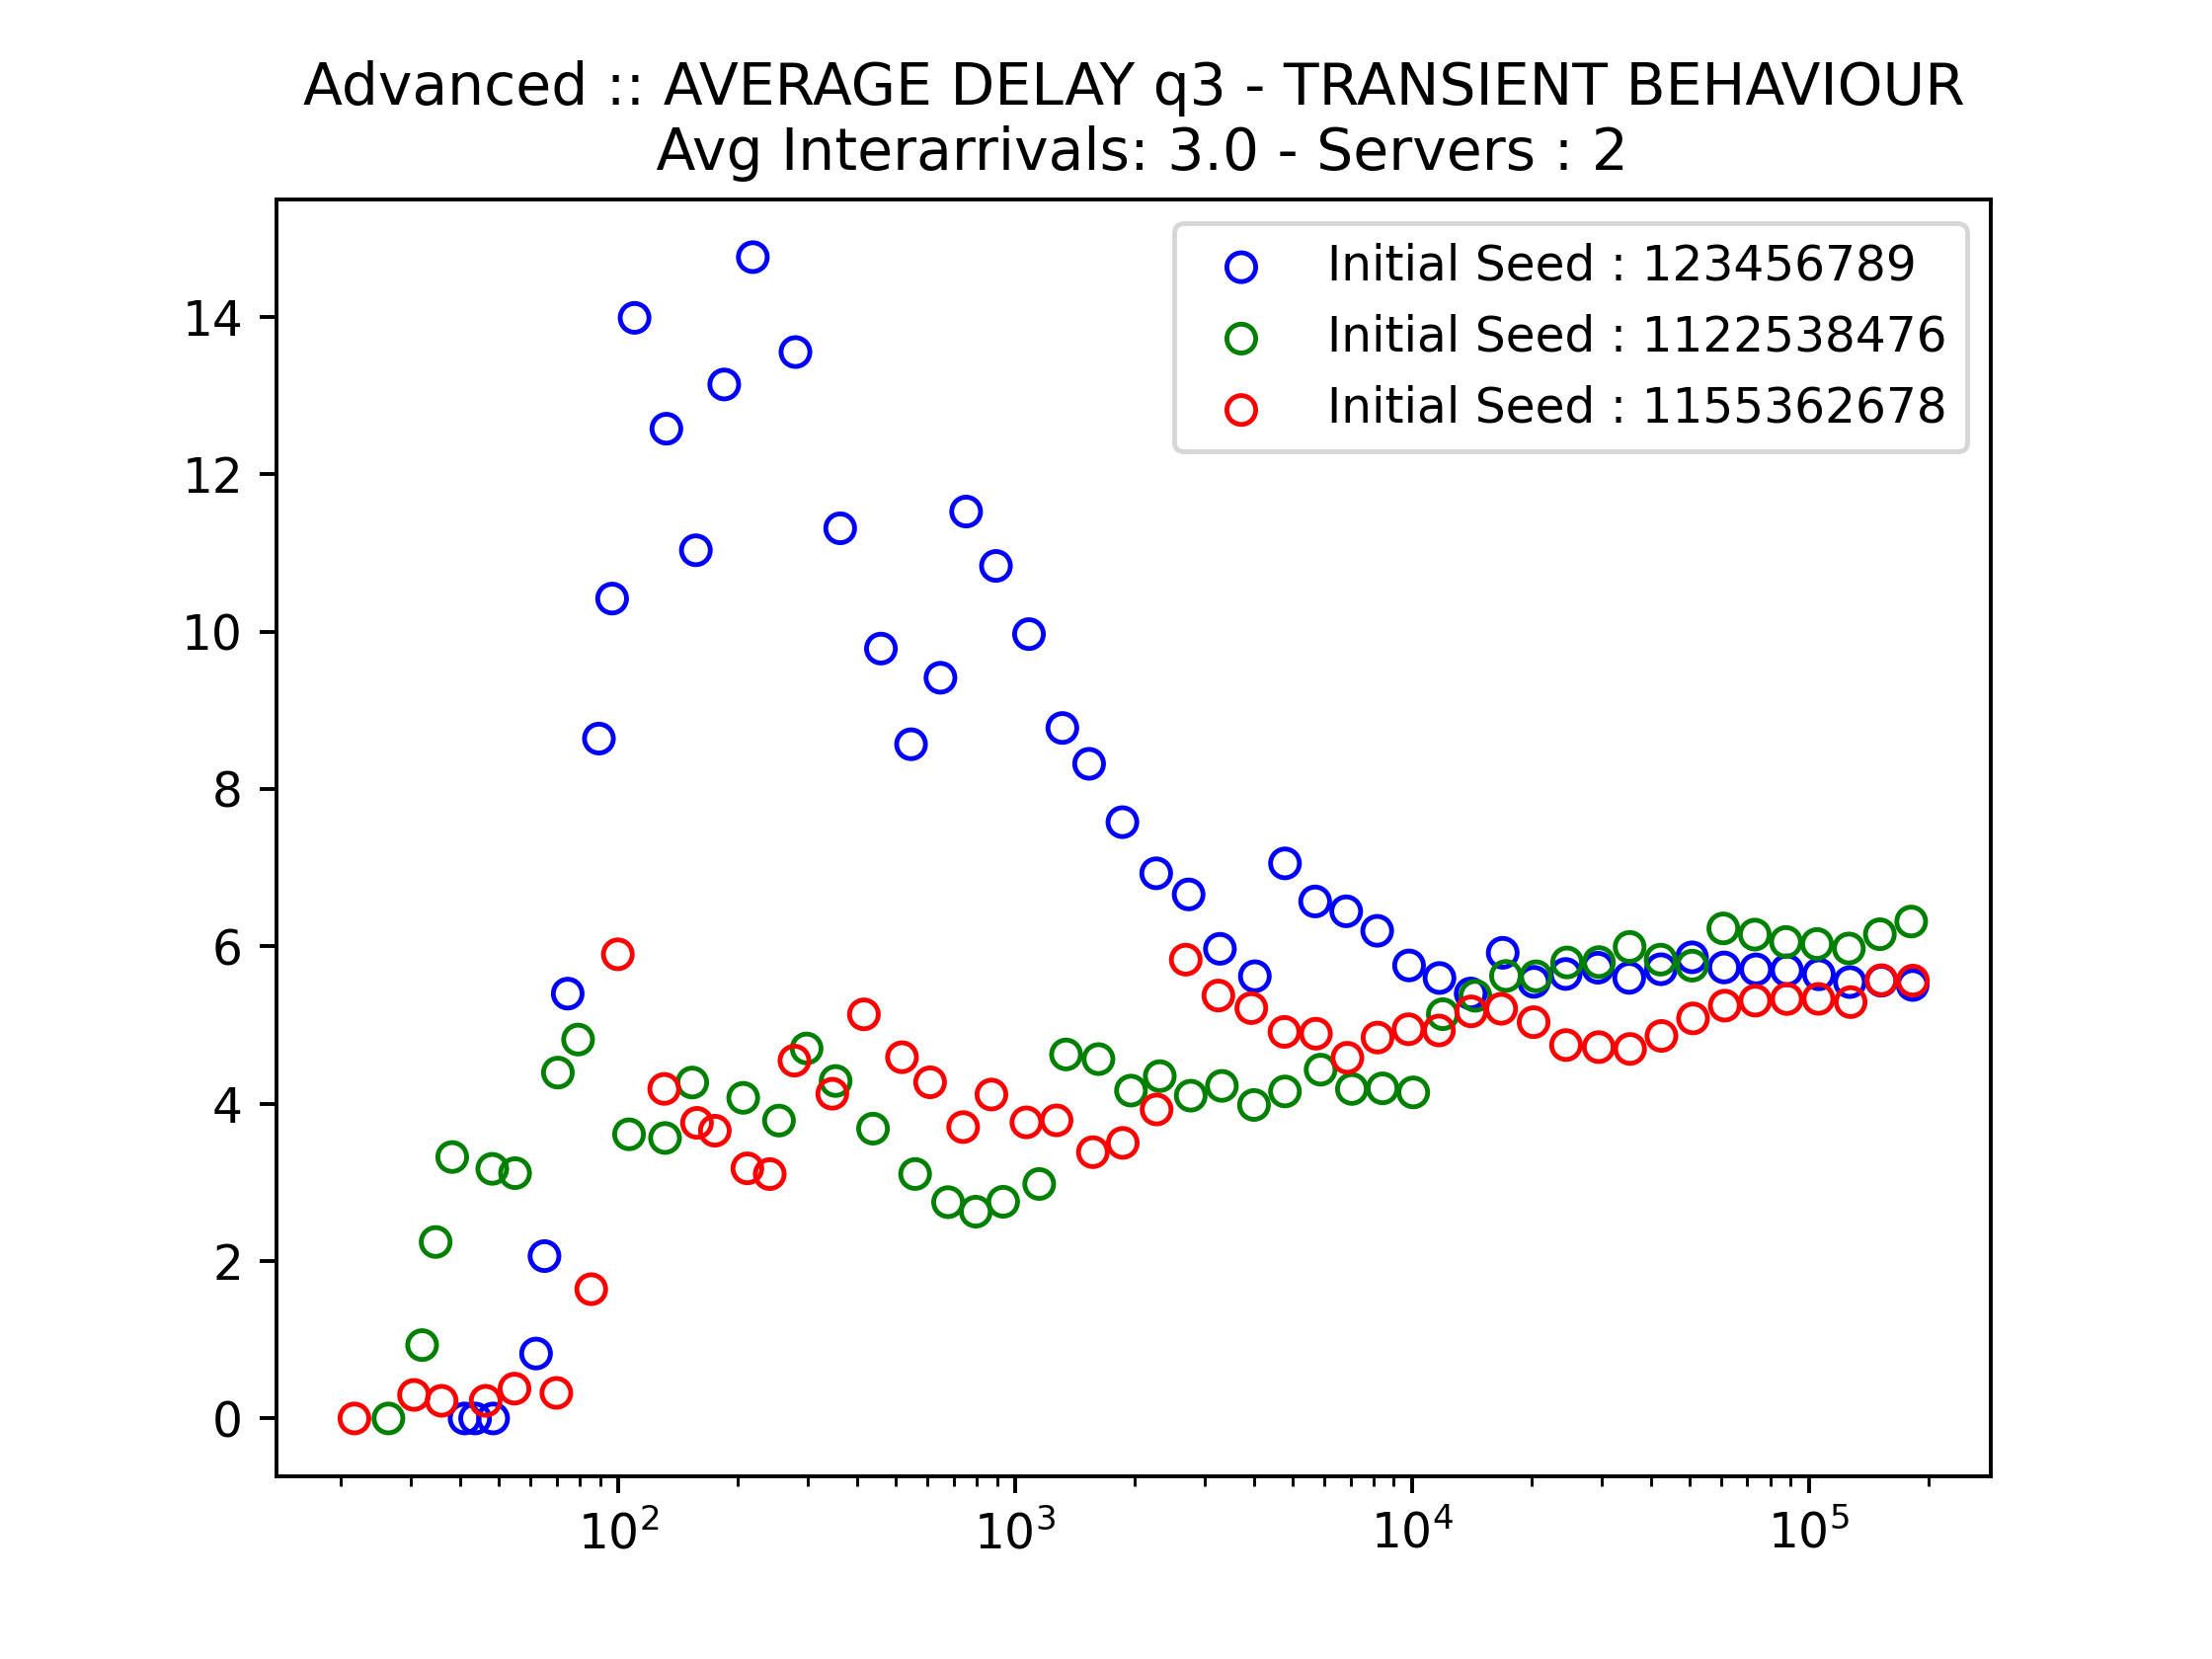 Advanced :: AVERAGE DELAY q3 - TRANSIENT BEHAVIOUR
Avg Interarrivals: 3.0 - Servers : 2
Initial Seed : 123456789
Initial Seed : 1122538476
Initial Seed : 1155362678
14
12
10
8
6
4
2
0
10² 10³ 10⁴ 10⁵